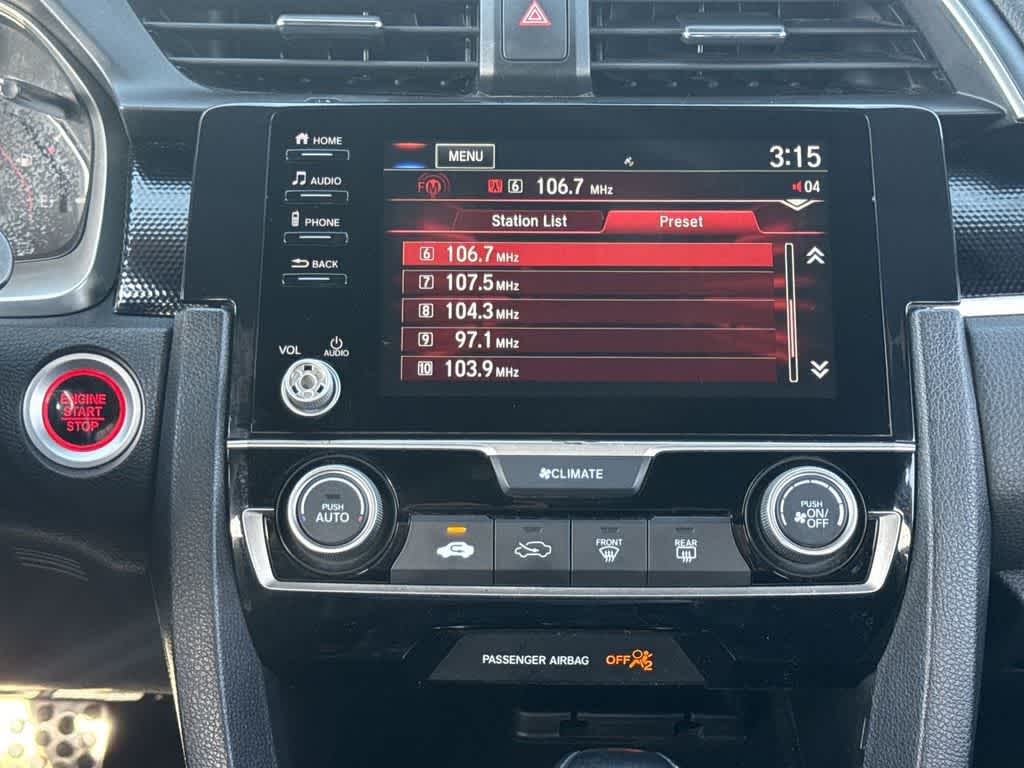 HOME
AUDIO
PHONE
BACK
VOL
AUDIO
MENU
3:15
FM
6 106.7 MHz
04
Station List
Preset
6 106.7 MHz
7 107.5 MHz
8 104.3 MHz
9 97.1 MHz
10 103.9 MHz
ENGINE
START
STOP
CLIMATE
PUSH
AUTO
FRONT
REAR
PUSH
ON/
OFF
PASSENGER AIRBAG OFF 2